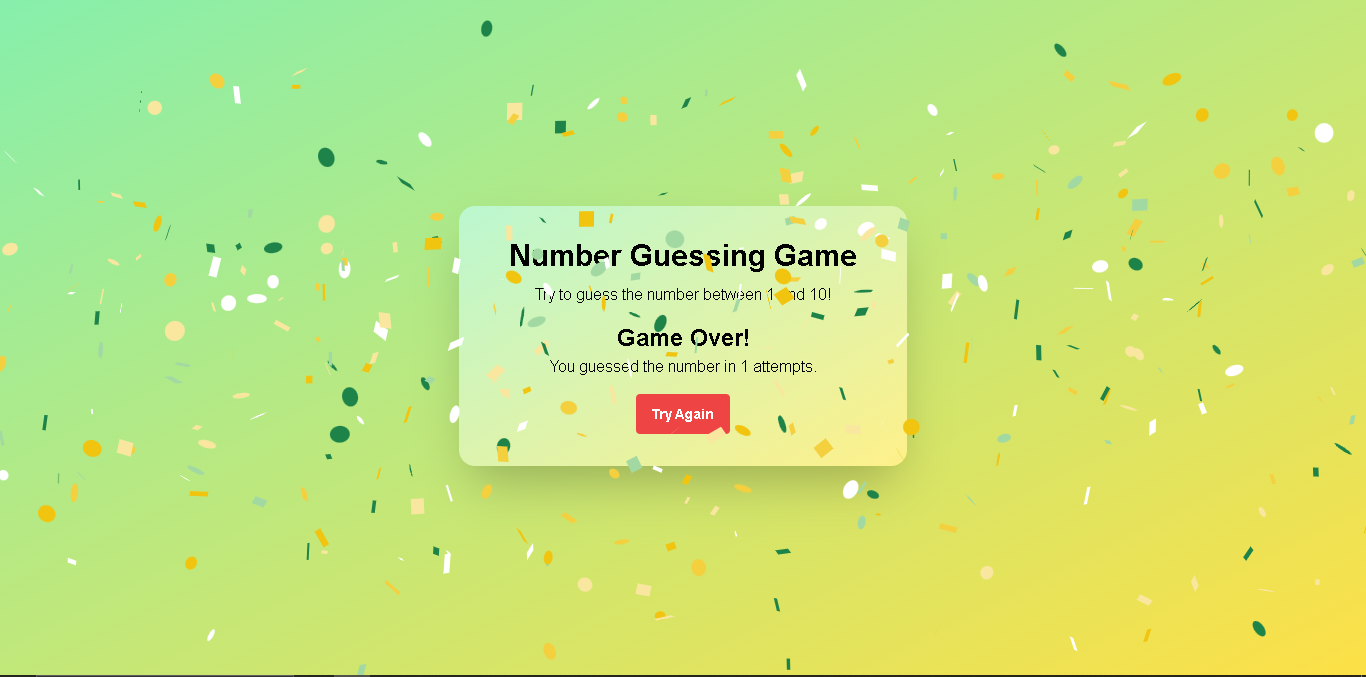 Number Guessing Game
Try to guess the number between 1 and 10!
Game Over!
You guessed the number in 1 attempts.
Try Again